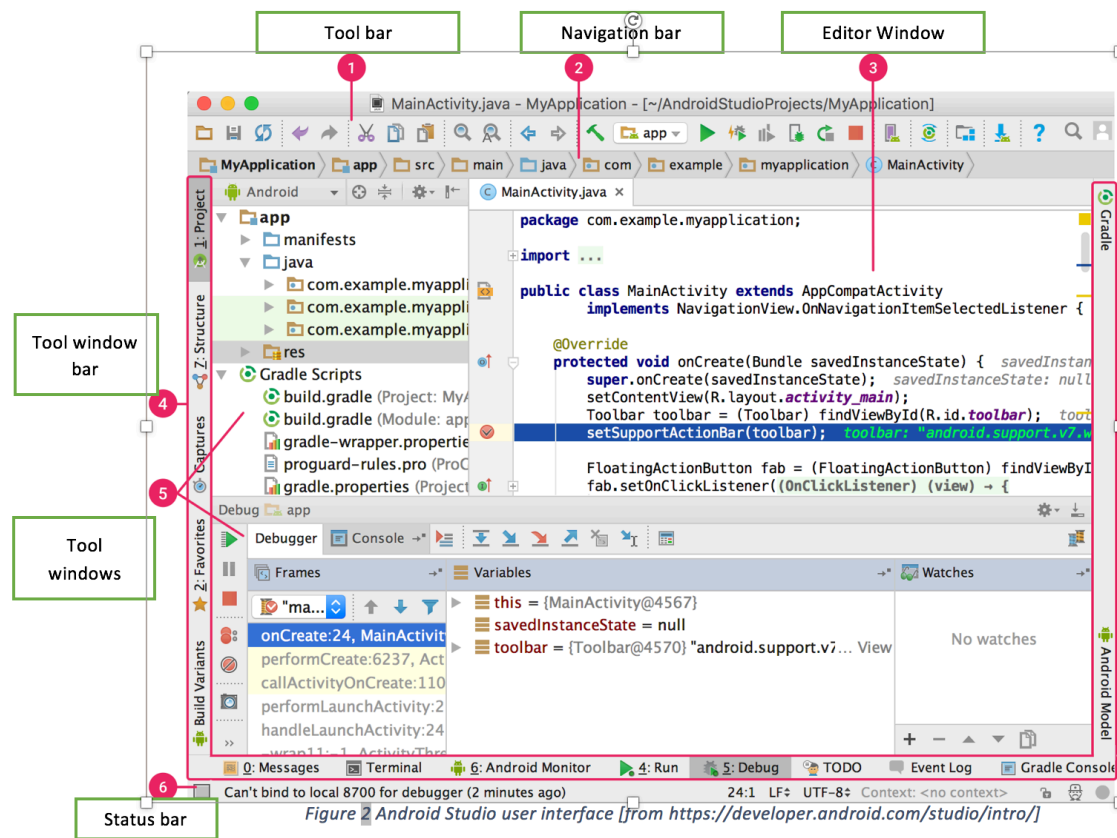 Tool bar
Navigation bar
Editor Window
1
2
3
MainActivity.java - MyApplication - [~/AndroidStudioProjects/MyApplication]
app
?
MyApplication
app
src
main
java
com
example
myapplication
MainActivity
1: Project
Z: Structure
Captures
2: Favorites
Build Variants
Android
app
manifests
java
com.example.myappli
com.example.myappli
com.example.myappli
res
Gradle Scripts
build.gradle (Project: MyA
build.gradle (Module: app
gradle-wrapper.propertie
proguard-rules.pro (ProC
gradle.properties (Project
MainActivity.java
package com.example.myapplication;
import ...
public class MainActivity extends AppCompatActivity
implements NavigationView.OnNavigationItemSelectedListener {
@Override
protected void onCreate(Bundle savedInstanceState) { savedInstan
super.onCreate(savedInstanceState); savedInstanceState: null
setContentView(R.layout.activity_main);
Toolbar toolbar = (Toolbar) findViewById(R.id.toolbar); tool
setSupportActionBar(toolbar); toolbar: "android.support.v7.w
FloatingActionButton fab = (FloatingActionButton) findViewByI
fab.setOnClickListener((OnClickListener) (view) → {
Gradle
Android Model
Tool window
bar
4
5
Tool
windows
Debug app
Debugger
Console
Frames
Variables
Watches
"ma...
onCreate:24, MainActivit
performCreate:6237, Act
callActivityOnCreate:110
performLaunchActivity:2
handleLaunchActivity:24
-wrap11:-1, ActivityThre
this = {MainActivity@4567}
savedInstanceState = null
toolbar = {Toolbar@4570} "android.support.v7... View
No watches
0: Messages
Terminal
6: Android Monitor
4: Run
5: Debug
TODO
Event Log
Gradle Console
6
Can't bind to local 8700 for debugger (2 minutes ago)
24:1
LF
UTF-8
Context: <no context>
Status bar
Figure 2 Android Studio user interface [from https://developer.android.com/studio/intro/]